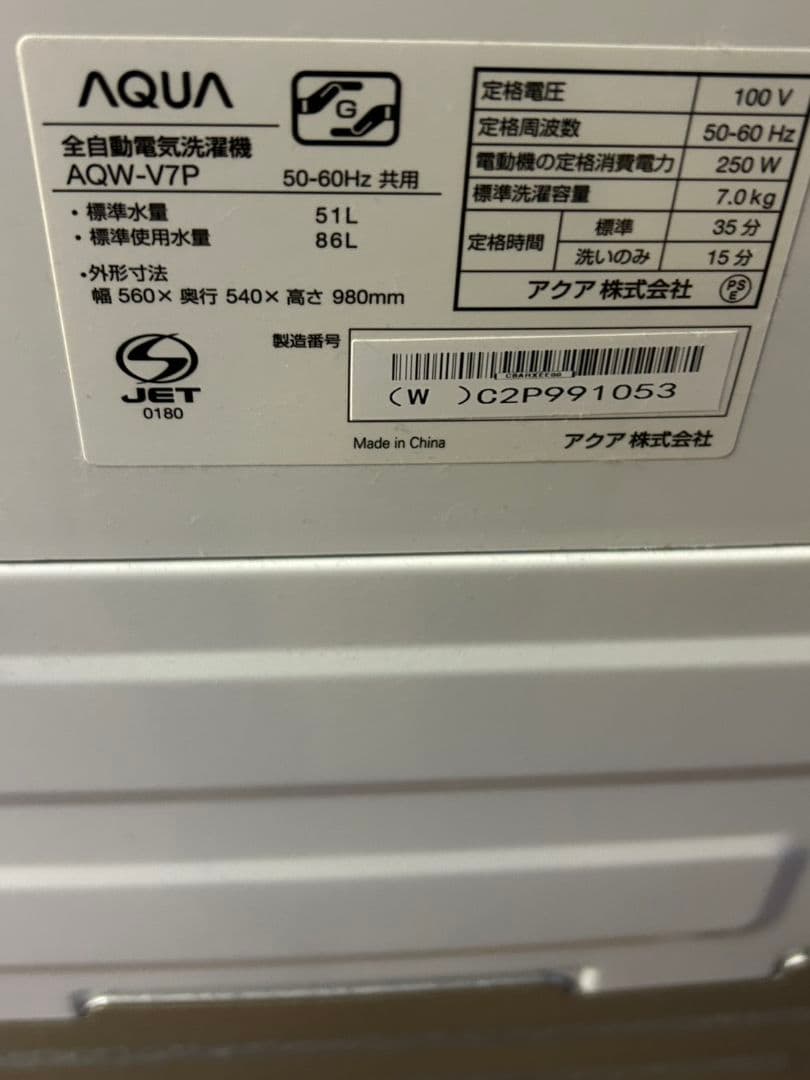 AQUA
G
全自動電気洗濯機
AQW-V7P 50-60Hz 共用
・標準水量 51L
・標準使用水量 86L
・外形寸法
幅 560× 奥行 540× 高さ 980mm
JET
0180
定格電圧 100 V
定格周波数 50-60 Hz
電動機の定格消費電力 250 W
標準洗濯容量 7.0kg
定格時間 標準 35 分
洗いのみ 15 分
アクア 株式会社 PSE
製造番号
(W )C2P991053
Made in China アクア 株式会社